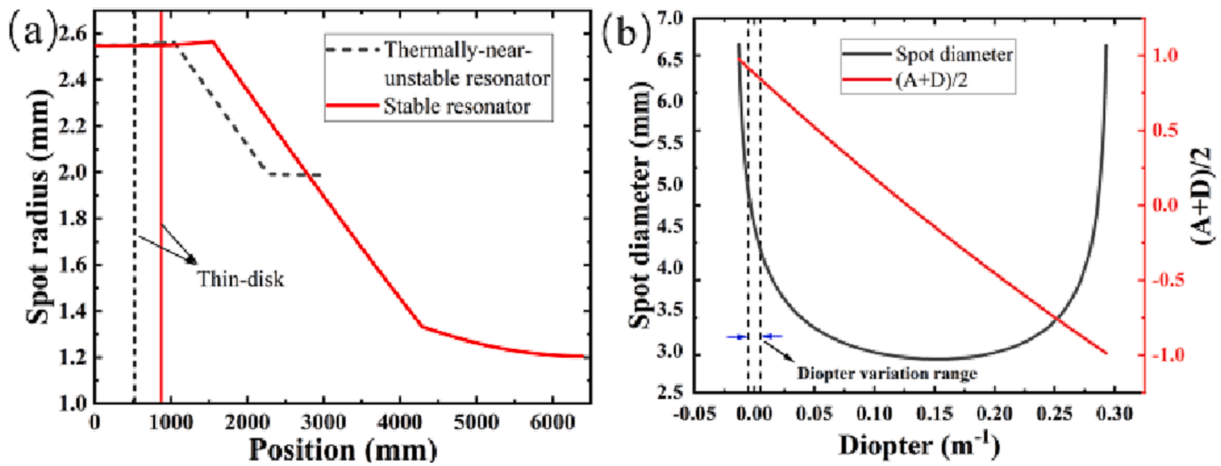 (a)
2.6
2.4
2.2
2.0
1.8
1.6
1.4
1.2
1.0
Spot radius (mm)
Thermally-near-
unstable resonator
Stable resonator
Thin-disk
0 1000 2000 3000 4000 5000 6000
Position (mm)
(b)
7.0
6.5
6.0
5.5
5.0
4.5
4.0
3.5
3.0
2.5
Spot diameter (mm)
Spot diameter
(A+D)/2
Diopter variation range
1.0
0.5
0.0
-0.5
-1.0
(A+D)/2
-0.05 0.00 0.05 0.10 0.15 0.20 0.25 0.30
Diopter (m-1)